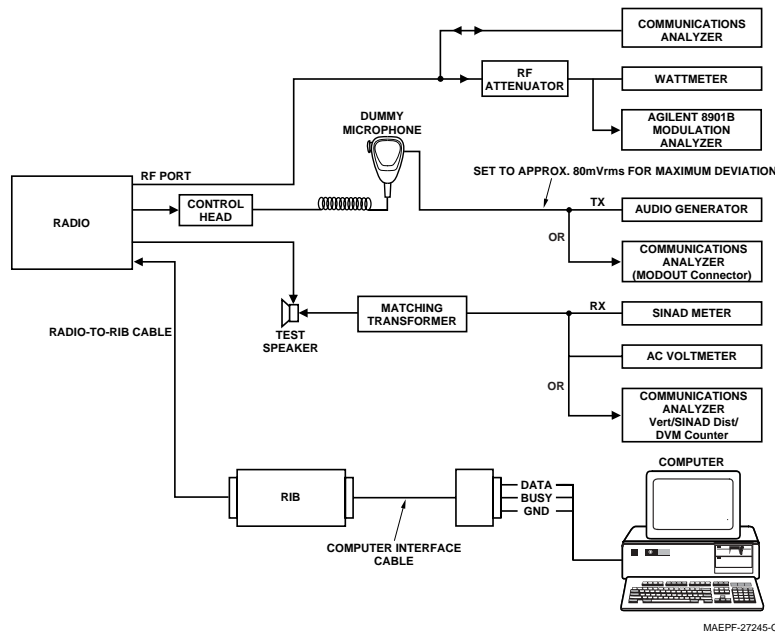 COMMUNICATIONS
ANALYZER
RF
ATTENUATOR
WATTMETER
DUMMY
MICROPHONE
AGILENT 8901B
MODULATION
ANALYZER
SET TO APPROX. 80mVrms FOR MAXIMUM DEVIATION
RF PORT
RADIO
CONTROL
HEAD
TX
AUDIO GENERATOR
OR
COMMUNICATIONS
ANALYZER
(MODOUT Connector)
RADIO-TO-RIB CABLE
TEST
SPEAKER
MATCHING
TRANSFORMER
RX
SINAD METER
AC VOLTMETER
OR
COMMUNICATIONS
ANALYZER
Vert/SINAD Dist/
DVM Counter
COMPUTER
RIB
DATA
BUSY
GND
COMPUTER INTERFACE
CABLE
MAEPF-27245-O